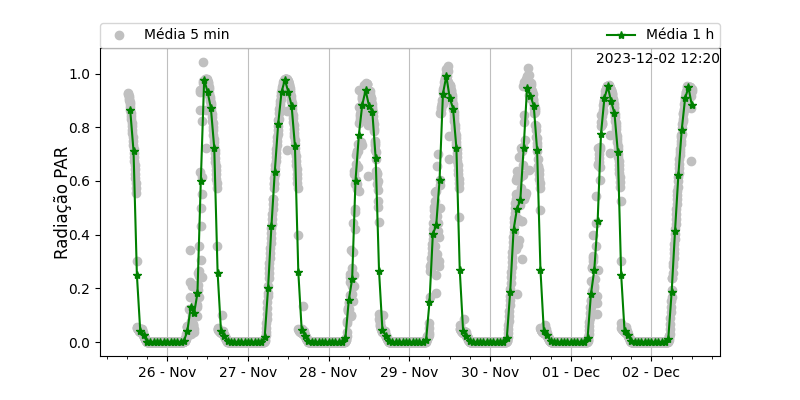 Média 5 min
Média 1 h
2023-12-02 12:20
1.0
0.8
0.6
0.4
0.2
0.0
Radiação PAR
26 - Nov
27 - Nov
28 - Nov
29 - Nov
30 - Nov
01 - Dec
02 - Dec